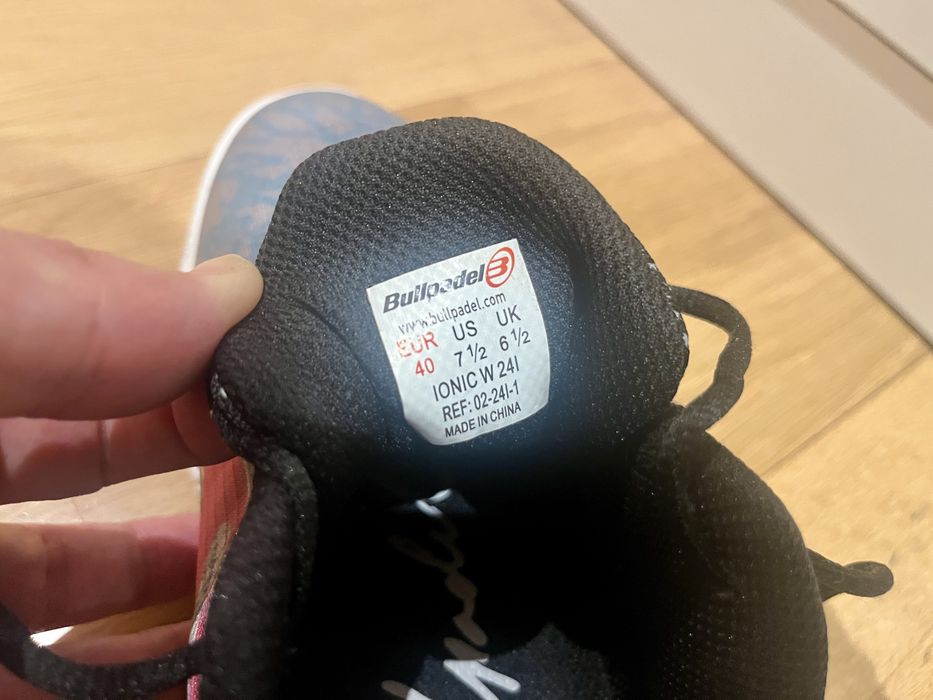 Bullpadel B
www.bullpadel.com
EUR US UK
40 7 1/2 6 1/2
IONIC W 24I
REF: 02-24I-1
MADE IN CHINA